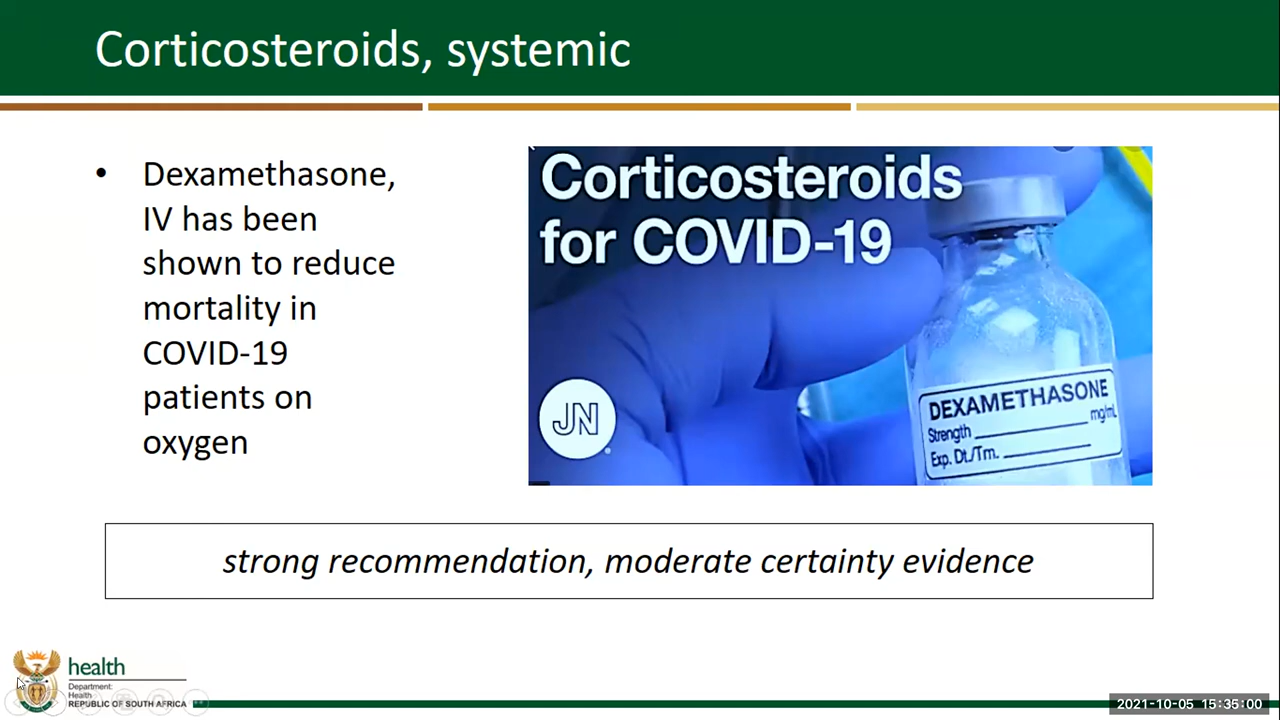 Corticosteroids, systemic
• Dexamethasone,
IV has been
shown to reduce
mortality in
COVID-19
patients on
oxygen
Corticosteroids
for COVID-19
JN
DEXAMETHASONE
Strength ________ mg/mL
Exp. Dt./Tm. ________
strong recommendation, moderate certainty evidence
health
Department:
Health
REPUBLIC OF SOUTH AFRICA
2021-10-05 15:35:00